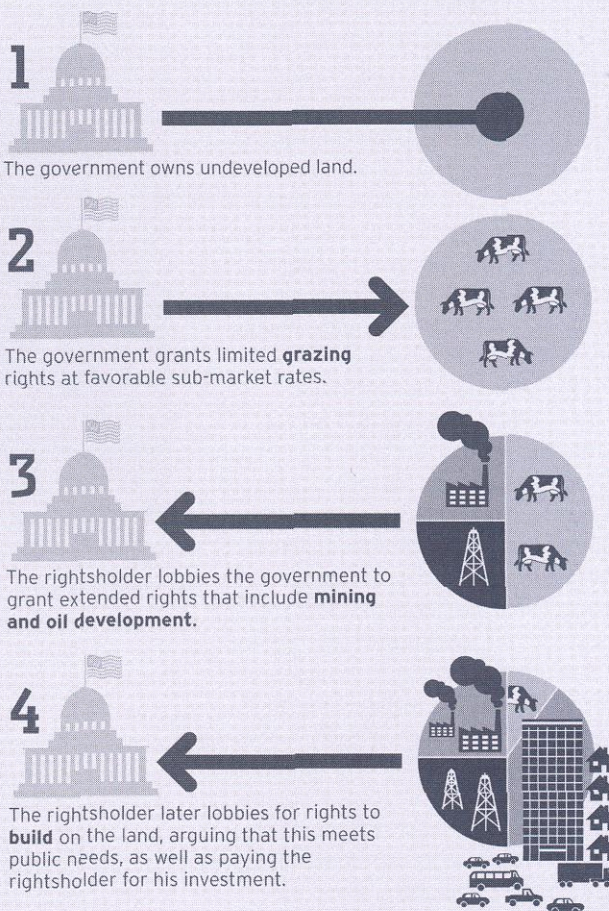 1
The government owns undeveloped land.
2
The government grants limited grazing
rights at favorable sub-market rates.
3
The rightsholder lobbies the government to
grant extended rights that include mining
and oil development.
4
The rightsholder later lobbies for rights to
build on the land, arguing that this meets
public needs, as well as paying the
rightsholder for his investment.